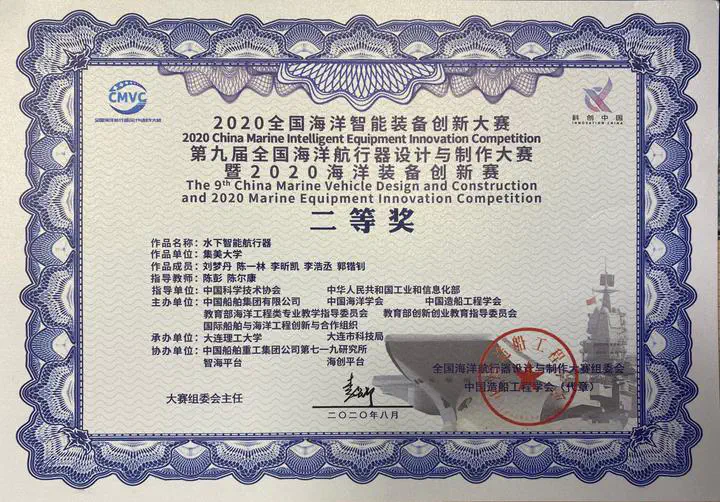 CMVC
全国海洋航行器设计与制作大赛
科创中国
INNOVATION CHINA
2020全国海洋智能装备创新大赛
2020 China Marine Intelligent Equipment Innovation Competition
第九届全国海洋航行器设计与制作大赛
暨2020海洋装备创新赛
The 9th China Marine Vehicle Design and Construction
and 2020 Marine Equipment Innovation Competition
二等奖
作品名称：水下智能航行器
作品单位：集美大学
作品成员：刘梦丹 陈一林 李昕凯 李浩丞 郭锴钊
指导教师：陈彭 陈尔康
指导单位：中国科学技术协会 中华人民共和国工业和信息化部
主办单位：中国船舶集团有限公司 中国海洋学会 中国造船工程学会
教育部海洋工程类专业教学指导委员会 教育部创新创业教育指导委员会
国际船舶与海洋工程创新与合作组织
承办单位：大连理工大学 大连市科技局
协办单位：中国船舶重工集团公司第七一九研究所
智海平台 海创平台
全国海洋航行器设计与制作大赛组委会
中国造船工程学会（代章）
大赛组委会主任
二〇二〇年八月